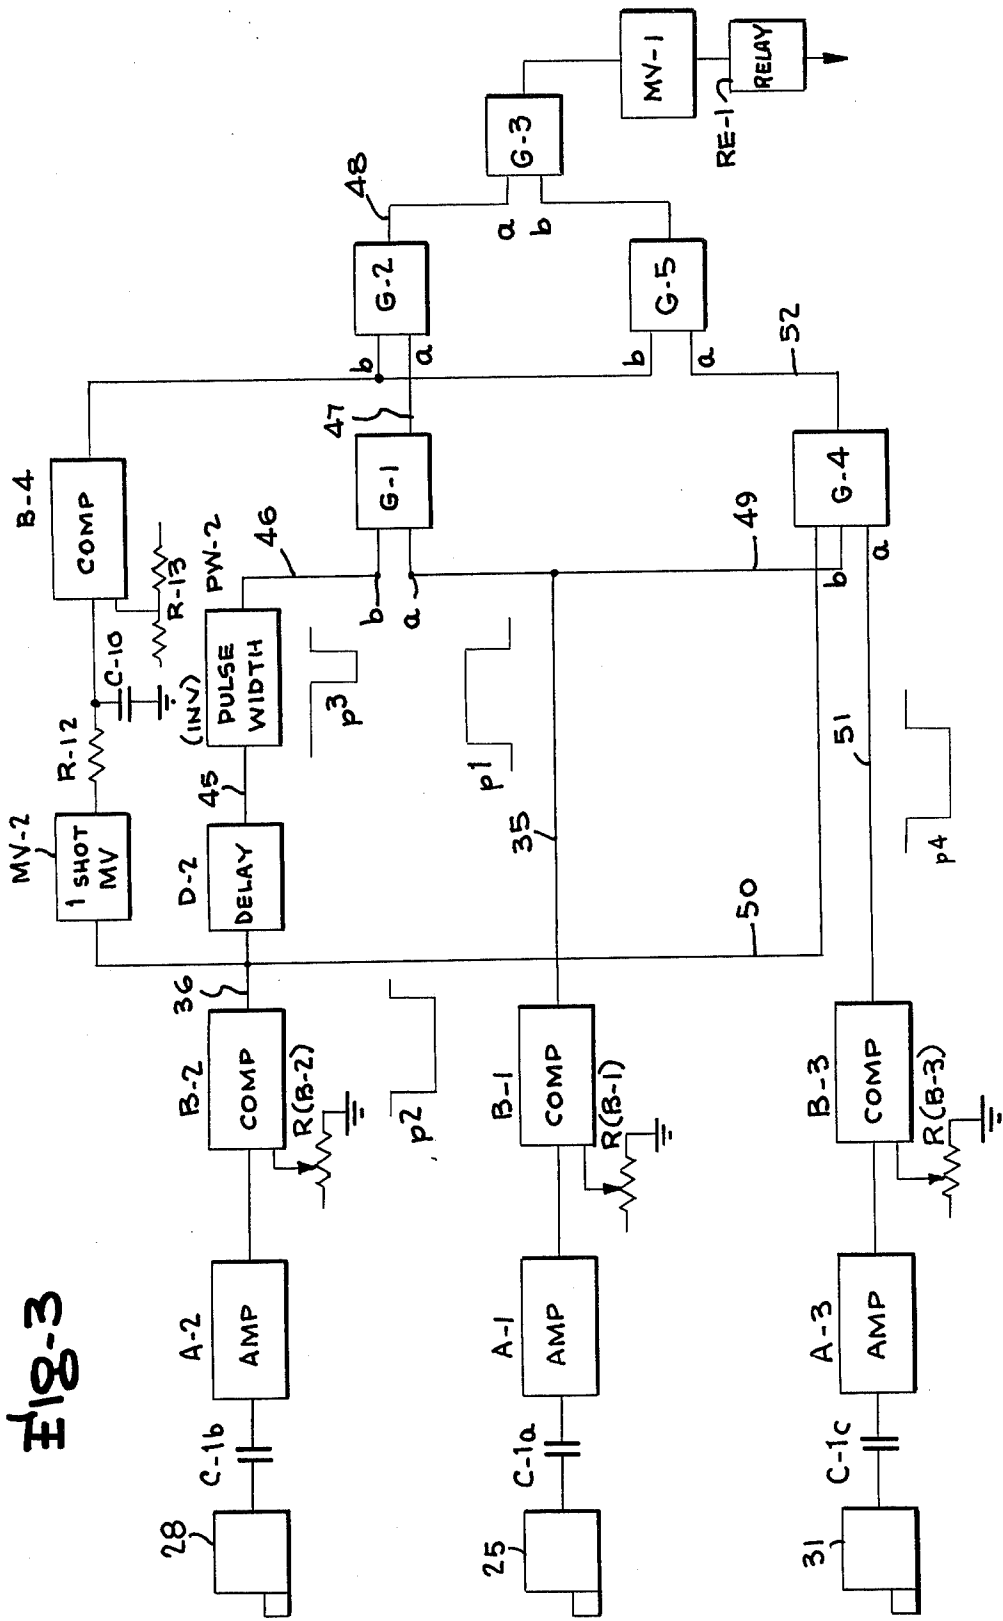 Fig-3
MV-2
1 SHOT
MV
R-12
C-10
R-13
B-4
COMP
28
C-1b
A-2
AMP
B-2
COMP
R(B-2)
36
D-2
DELAY
45
(INV)
PULSE
WIDTH
PW-2
46
b
a
G-1
47
b
a
G-2
48
a
b
G-3
MV-1
RE-1
RELAY
p2
p3
p1
25
C-1a
A-1
AMP
B-1
COMP
R(B-1)
35
49
b
a
G-5
50
31
C-1c
A-3
AMP
B-3
COMP
R(B-3)
51
p4
b
a
G-4
52